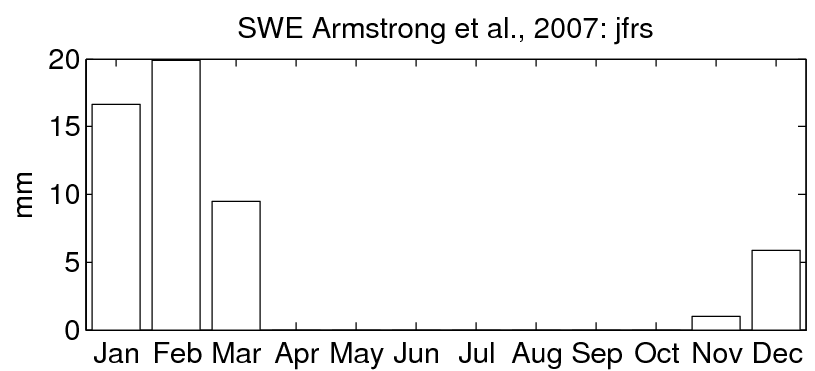 SWE Armstrong et al., 2007: jfrs
20
15
10
5
0
mm
Jan Feb Mar Apr May Jun Jul Aug Sep Oct Nov Dec